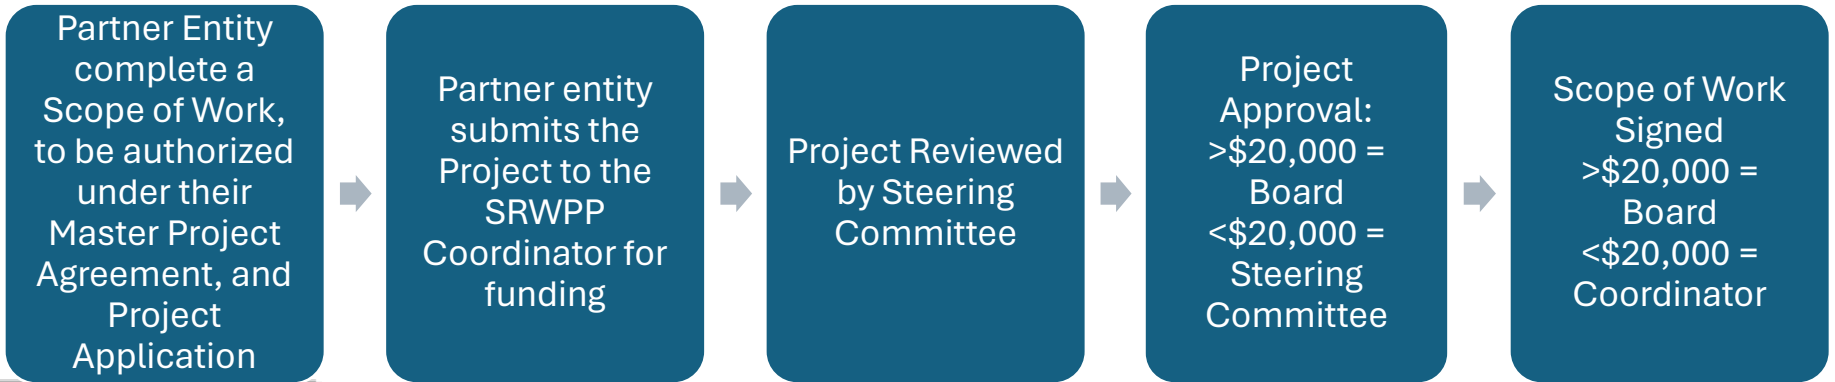 Partner Entity
complete a
Scope of Work,
to be authorized
under their
Master Project
Agreement, and
Project
Application
Partner entity
submits the
Project to the
SRWPP
Coordinator for
funding
Project Reviewed
by Steering
Committee
Project
Approval:
>$20,000 =
Board
<$20,000 =
Steering
Committee
Scope of Work
Signed
>$20,000 =
Board
<$20,000 =
Coordinator